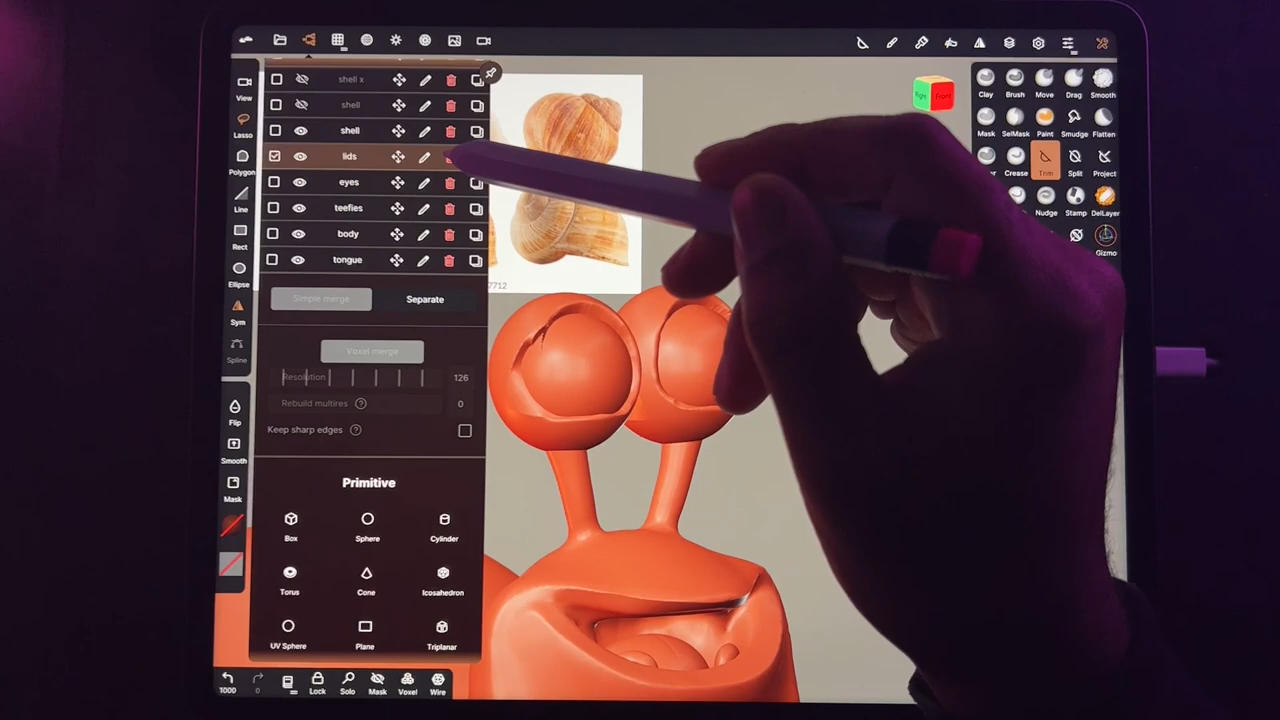 shell x
shell
shell
lids
eyes
teefies
body
tongue
Simple merge
Separate
Voxel merge
Resolution
126
Rebuild multires
?
0
Keep sharp edges
?
Primitive
Box
Sphere
Cylinder
Torus
Cone
Icosahedron
UV Sphere
Plane
Triplanar
View
Lasso
Polygon
Line
Rect
Ellipse
Sym
Spline
Flip
Smooth
Mask
1000
0
Lock
Solo
Mask
Voxel
Wire
7712
Right
Front
Clay
Brush
Move
Drag
Smooth
Mask
SelMask
Paint
Smudge
Flatten
Crease
Trim
Split
Project
Nudge
Stamp
DelLayer
Gizmo